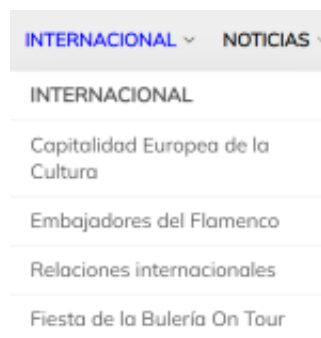 INTERNACIONAL NOTICIAS
INTERNACIONAL
Capitalidad Europea de la
Cultura
Embajadores del Flamenco
Relaciones internacionales
Fiesta de la Bulería On Tour